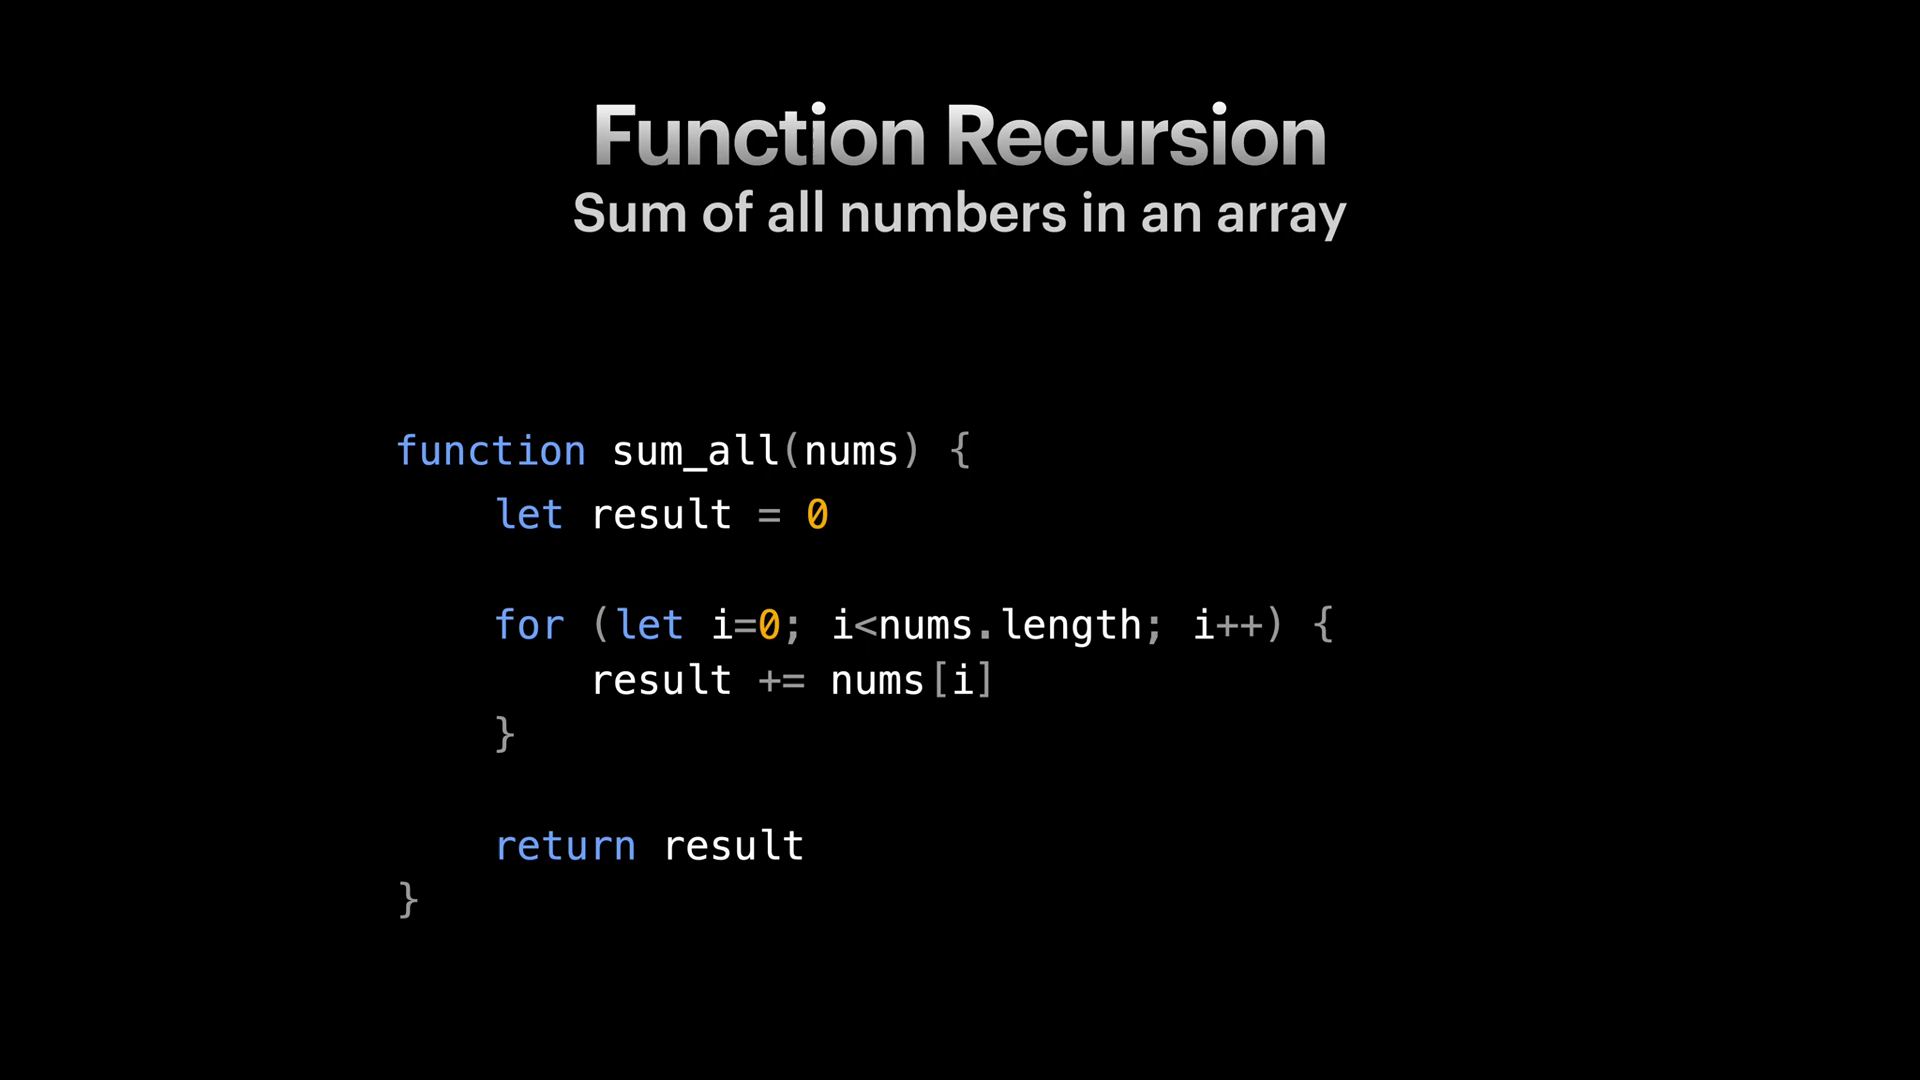 Function Recursion
Sum of all numbers in an array
function sum_all(nums) {
let result = 0
for (let i=0; i<nums.length; i++) {
result += nums[i]
}
return result
}